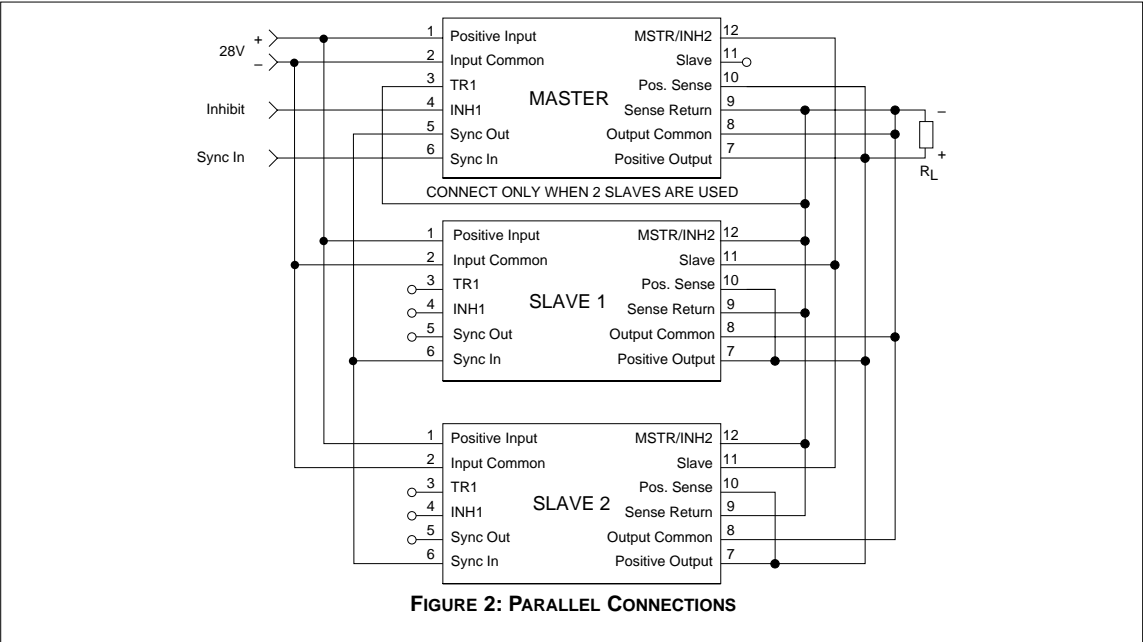 28V
+
–
Inhibit
Sync In
MASTER
1 Positive Input
2 Input Common
3 TR1
4 INH1
5 Sync Out
6 Sync In
MSTR/INH2 12
Slave 11
Pos. Sense 10
Sense Return 9
Output Common 8
Positive Output 7
–
+
RL
CONNECT ONLY WHEN 2 SLAVES ARE USED
SLAVE 1
1 Positive Input
2 Input Common
3 TR1
4 INH1
5 Sync Out
6 Sync In
MSTR/INH2 12
Slave 11
Pos. Sense 10
Sense Return 9
Output Common 8
Positive Output 7
SLAVE 2
1 Positive Input
2 Input Common
3 TR1
4 INH1
5 Sync Out
6 Sync In
MSTR/INH2 12
Slave 11
Pos. Sense 10
Sense Return 9
Output Common 8
Positive Output 7
FIGURE 2: PARALLEL CONNECTIONS